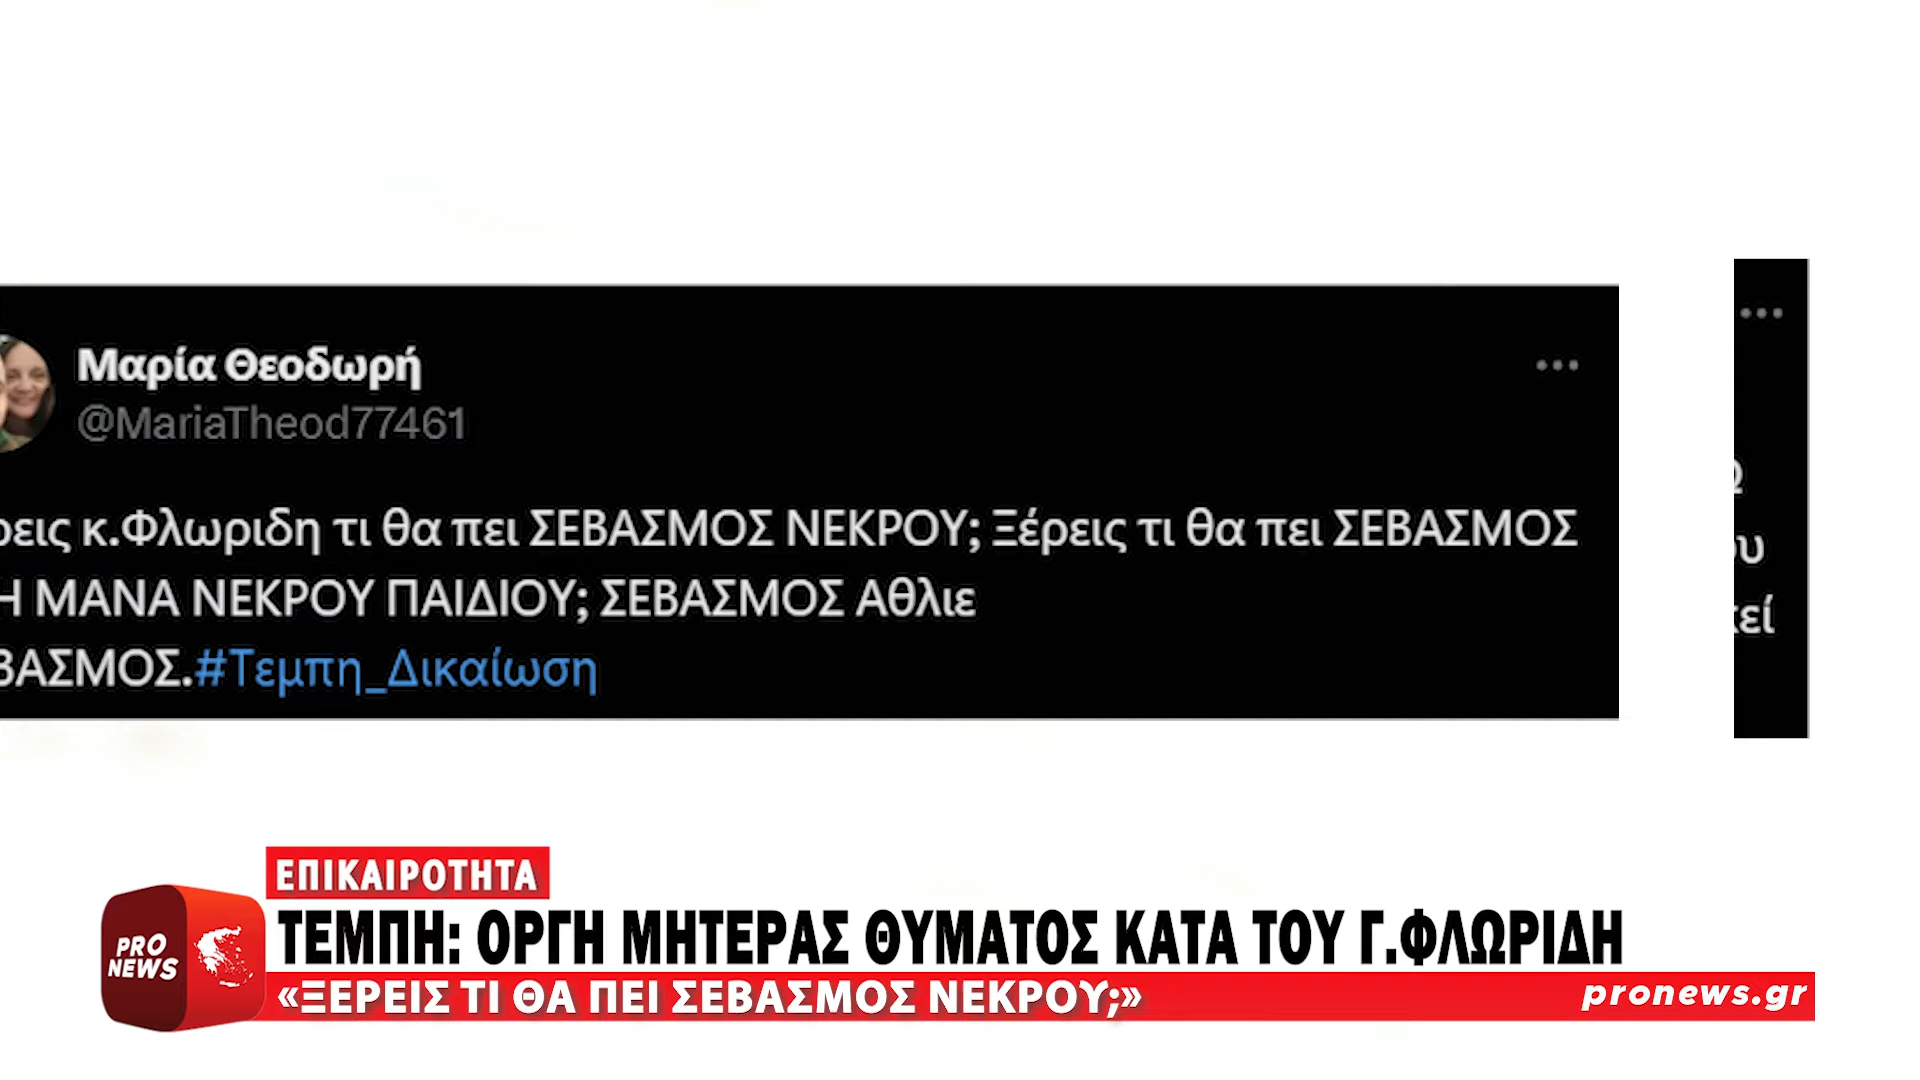 Μαρία Θεοδωρή
@MariaTheod77461
ρεις κ.Φλωριδη τι θα πει ΣΕΒΑΣΜΟΣ ΝΕΚΡΟΥ; Ξέρεις τι θα πει ΣΕΒΑΣΜΟΣ
Η ΜΑΝΑ ΝΕΚΡΟΥ ΠΑΙΔΙΟΥ; ΣΕΒΑΣΜΟΣ Αθλιε
ΒΑΣΜΟΣ.#Τεμπη_Δικαίωση
ου
κεί
ΕΠΙΚΑΙΡΟΤΗΤΑ
ΤΕΜΠΗ: ΟΡΓΗ ΜΗΤΕΡΑΣ ΘΥΜΑΤΟΣ ΚΑΤΑ ΤΟΥ Γ.ΦΛΩΡΙΔΗ
«ΞΕΡΕΙΣ ΤΙ ΘΑ ΠΕΙ ΣΕΒΑΣΜΟΣ ΝΕΚΡΟΥ;»
pronews.gr
PRO
NEWS